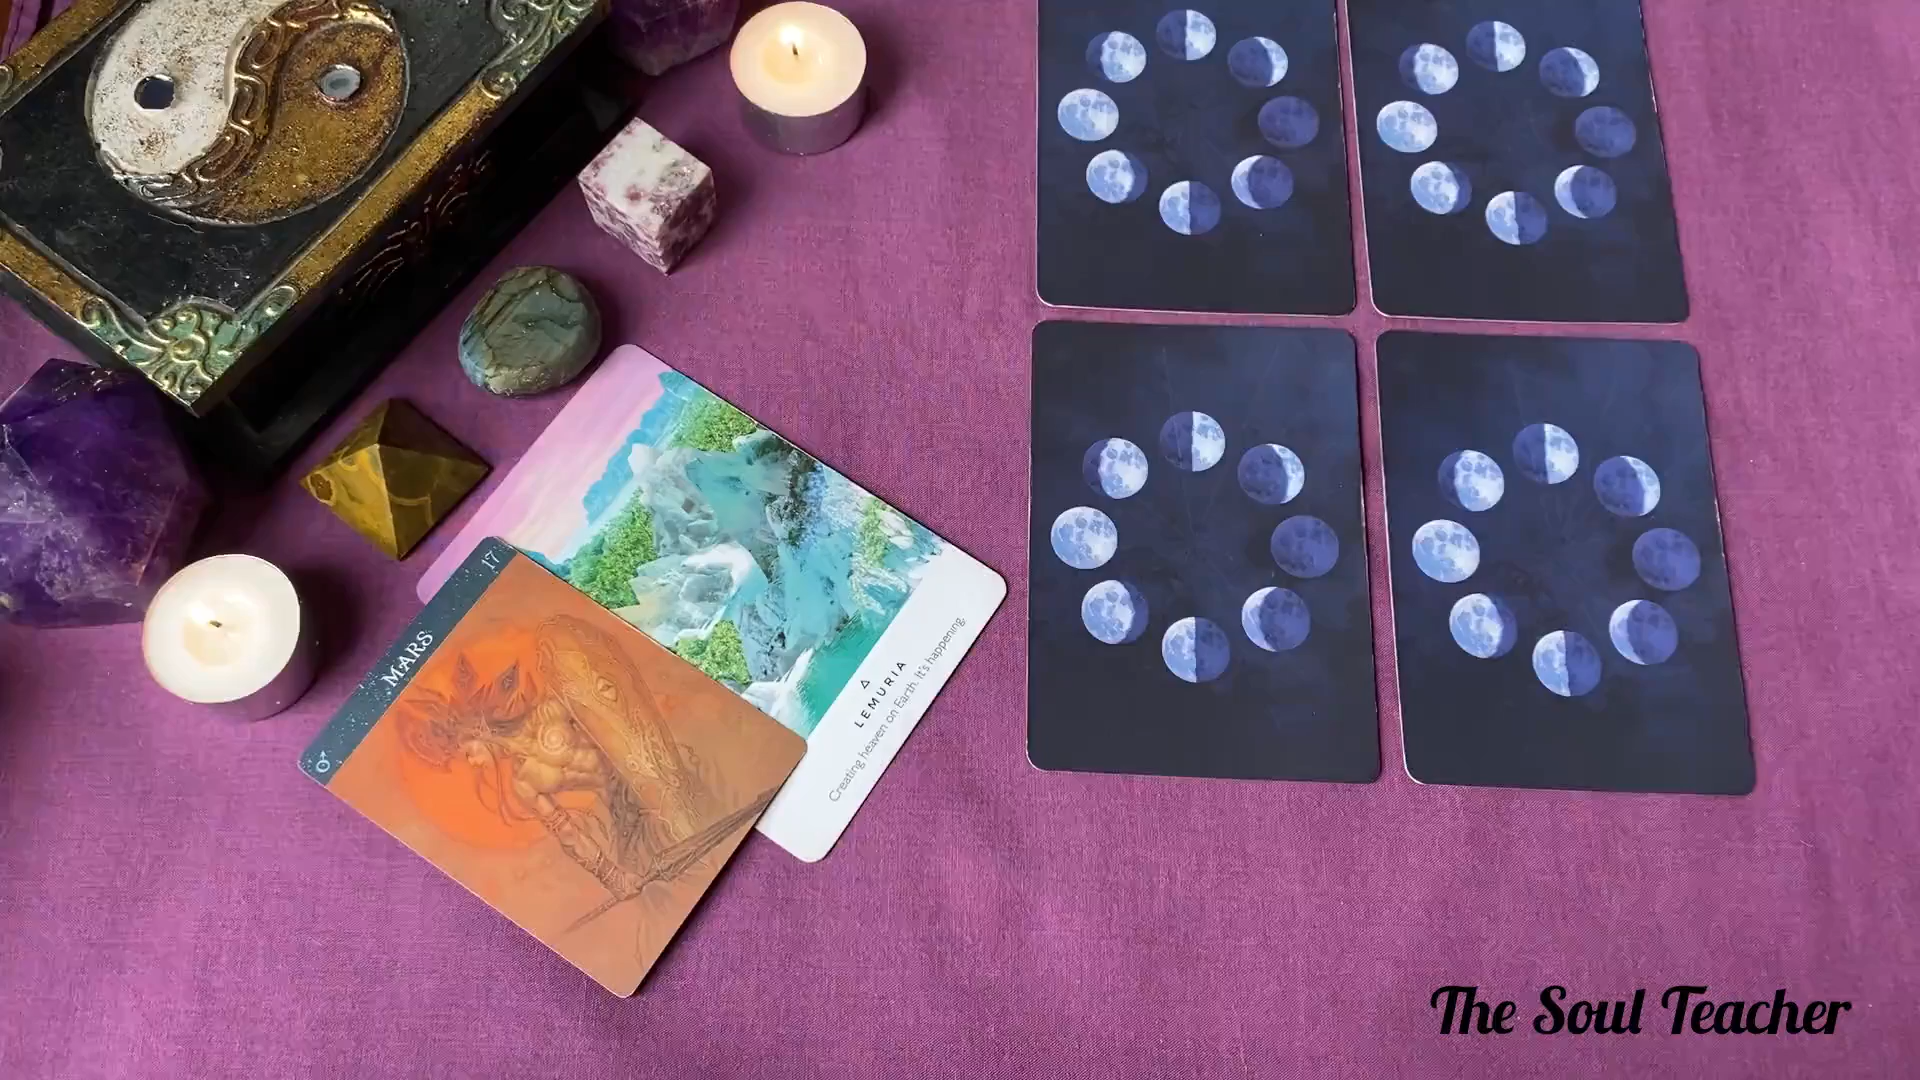 17
MARS
LEMURIA
Creating heaven on Earth. It's happening.
The Soul Teacher